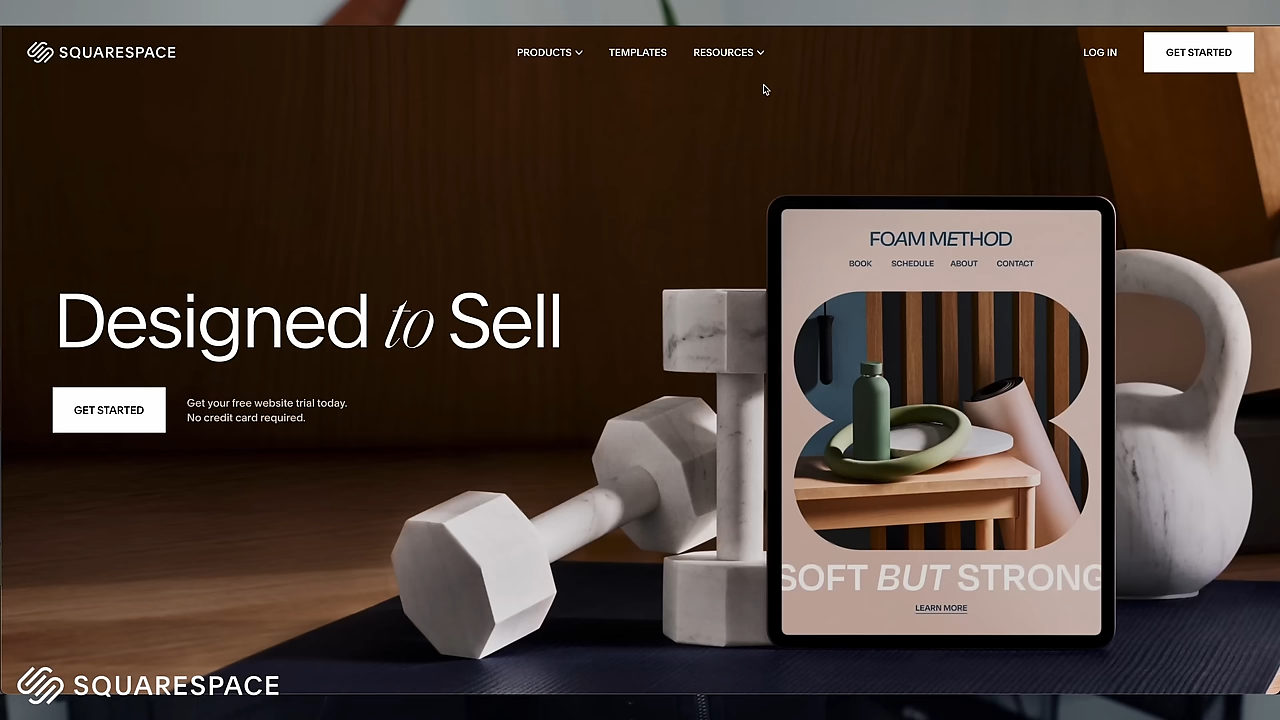 SQUARESPACE
PRODUCTS
TEMPLATES
RESOURCES
LOG IN
GET STARTED
FOAM METHOD
BOOK
SCHEDULE
ABOUT
CONTACT
Designed to Sell
GET STARTED
Get your free website trial today.
No credit card required.
SOFT BUT STRONG
LEARN MORE
SQUARESPACE